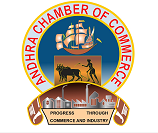 ANDHRA CHAMBER OF COMMERCE
PROGRESS THROUGH
COMMERCE AND INDUSTRY